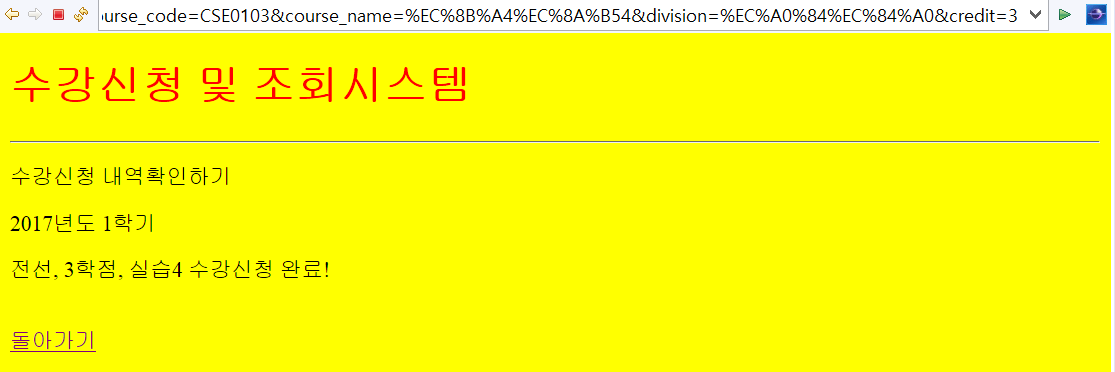 ourse_code=CSE0103&course_name=%EC%8B%A4%EC%8A%B54&division=%EC%A0%84%EC%84%A0&credit=3
수강신청 및 조회시스템
수강신청 내역확인하기
2017년도 1학기
전선, 3학점, 실습4 수강신청 완료!
돌아가기